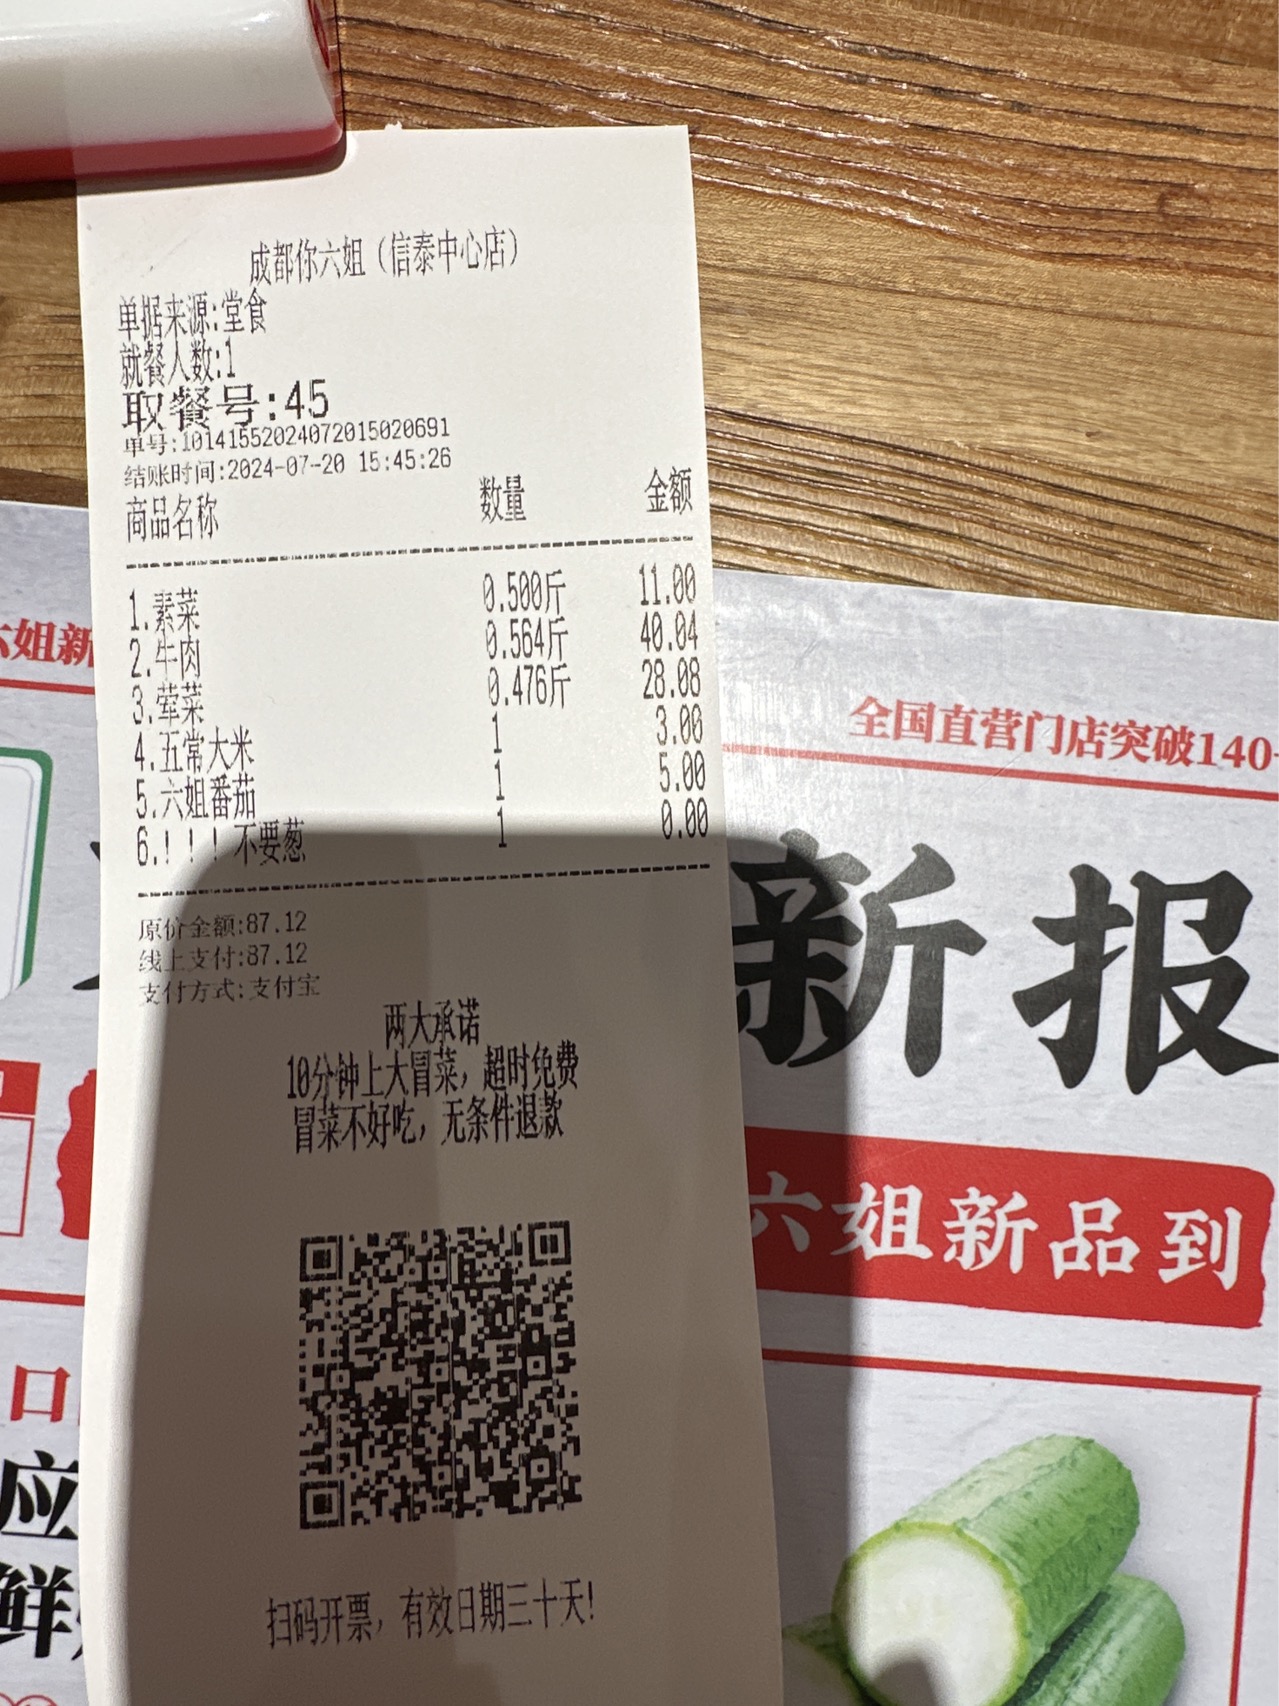 成都你六姐（信泰中心店）
单据来源:堂食
就餐人数:1
取餐号:45
单号:10141552024072015020691
结账时间:2024-07-20 15:45:26
商品名称 数量 金额
1.素菜 0.500斤 11.00
2.牛肉 0.564斤 40.04
3.荤菜 0.476斤 28.08
4.五常大米 1 3.00
5.六姐番茄 1 5.00
6.！！！不要葱 1 0.00
原价金额:87.12
线上支付:87.12
支付方式:支付宝
两大承诺
10分钟上大冒菜，超时免费
冒菜不好吃，无条件退款
扫码开票，有效日期三十天!
六姐新
全国直营门店突破140+
新报
六姐新品到
口
应
鲜